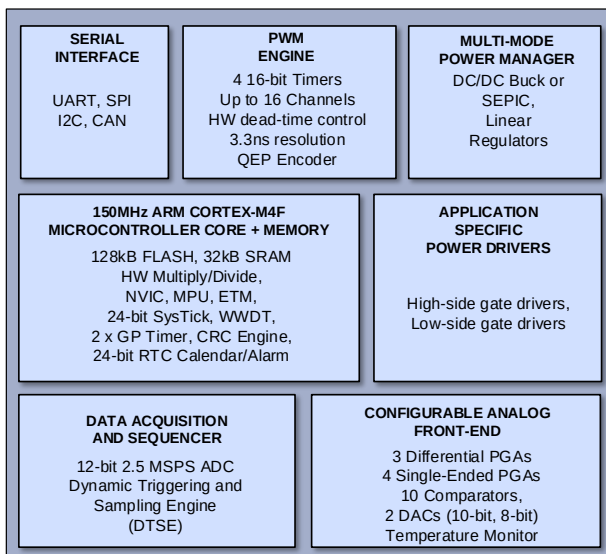 SERIAL
INTERFACE
UART, SPI
I2C, CAN
PWM
ENGINE
4 16-bit Timers
Up to 16 Channels
HW dead-time control
3.3ns resolution
QEP Encoder
MULTI-MODE
POWER MANAGER
DC/DC Buck or
SEPIC,
Linear
Regulators
150MHz ARM CORTEX-M4F
MICROCONTROLLER CORE + MEMORY
128kB FLASH, 32kB SRAM
HW Multiply/Divide,
NVIC, MPU, ETM,
24-bit SysTick, WWDT,
2 x GP Timer, CRC Engine,
24-bit RTC Calendar/Alarm
APPLICATION
SPECIFIC
POWER DRIVERS
High-side gate drivers,
Low-side gate drivers
DATA ACQUISITION
AND SEQUENCER
12-bit 2.5 MSPS ADC
Dynamic Triggering and
Sampling Engine
(DTSE)
CONFIGURABLE ANALOG
FRONT-END
3 Differential PGAs
4 Single-Ended PGAs
10 Comparators,
2 DACs (10-bit, 8-bit)
Temperature Monitor